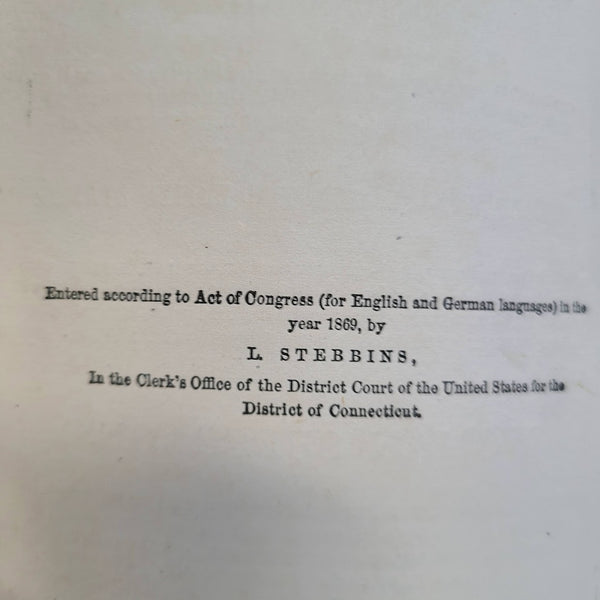 Entered according to Act of Congress (for English and German languages) in the
year 1869, by
L. STEBBINS,
In the Clerk's Office of the District Court of the United States for the
District of Connecticut.